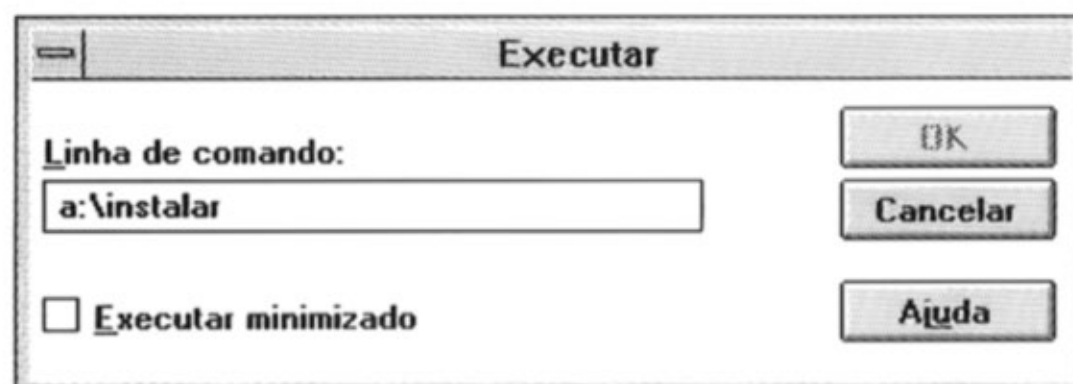 Executar
Linha de comando:
a:\instalar
Executar minimizado
OK
Cancelar
Ajuda